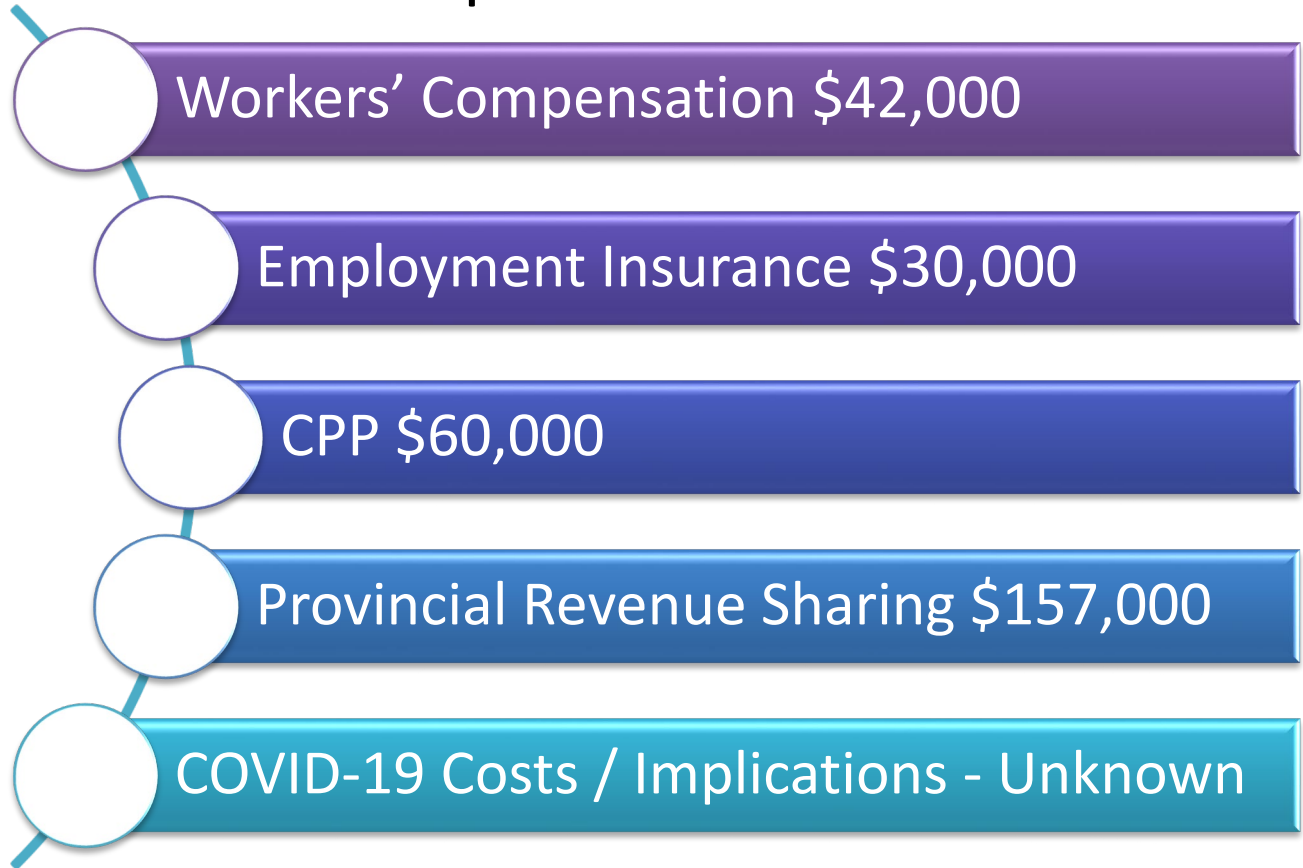 Workers’ Compensation $42,000
Employment Insurance $30,000
CPP $60,000
Provincial Revenue Sharing $157,000
COVID-19 Costs / Implications - Unknown